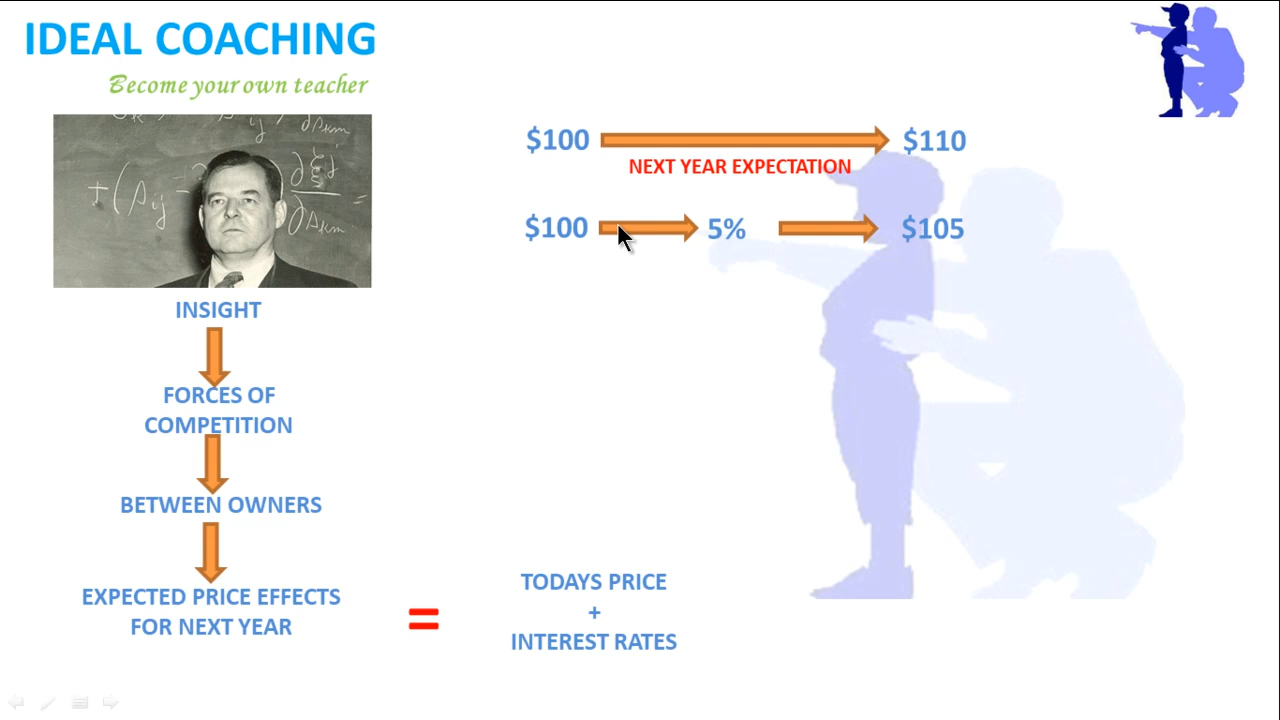 IDEAL COACHING
Become your own teacher
$100
$110
NEXT YEAR EXPECTATION
$100
5%
$105
INSIGHT
FORCES OF
COMPETITION
BETWEEN OWNERS
EXPECTED PRICE EFFECTS
FOR NEXT YEAR
=
TODAYS PRICE
+
INTEREST RATES